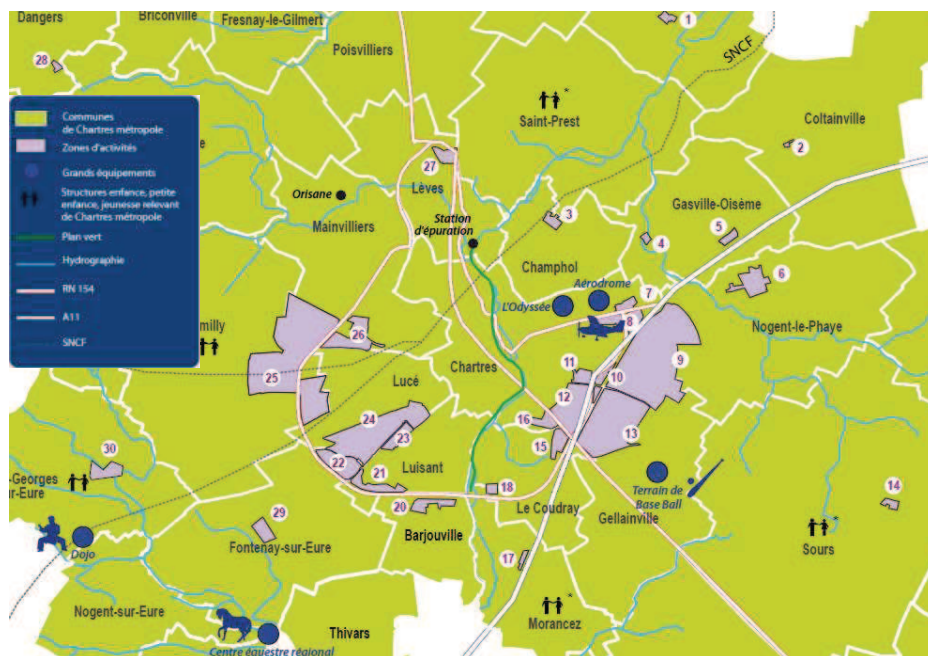 Dangers
Briconville
Fresnay-le-Gilmert
Poisvilliers
1
SNCF
28
*
Saint-Prest
Coltainville
2
Communes
de Chartres métropole
Zones d'activités
Grands équipements
Structures enfance, petite
enfance, jeunesse relevant
de Chartres métropole
Plan vert
Hydrographie
RN 154
A11
SNCF
e
27
Lèves
Orisane
Mainvilliers
Station
d'épuration
3
Gasville-Oisème
4
5
Champhol
6
Aérodrome
L'Odyssée
7
8
Nogent-le-Phaye
milly
26
25
Chartres
Lucé
11
10
9
12
16
24
23
15
13
22
21
Luisant
18
20
Barjouville
Le Coudray
Gellainville
Terrain de
Base Ball
14
*
Sours
30
-Georges
ur-Eure
29
Fontenay-sur-Eure
Dojo
17
*
Morancez
Nogent-sur-Eure
Thivars
Centre équestre régional